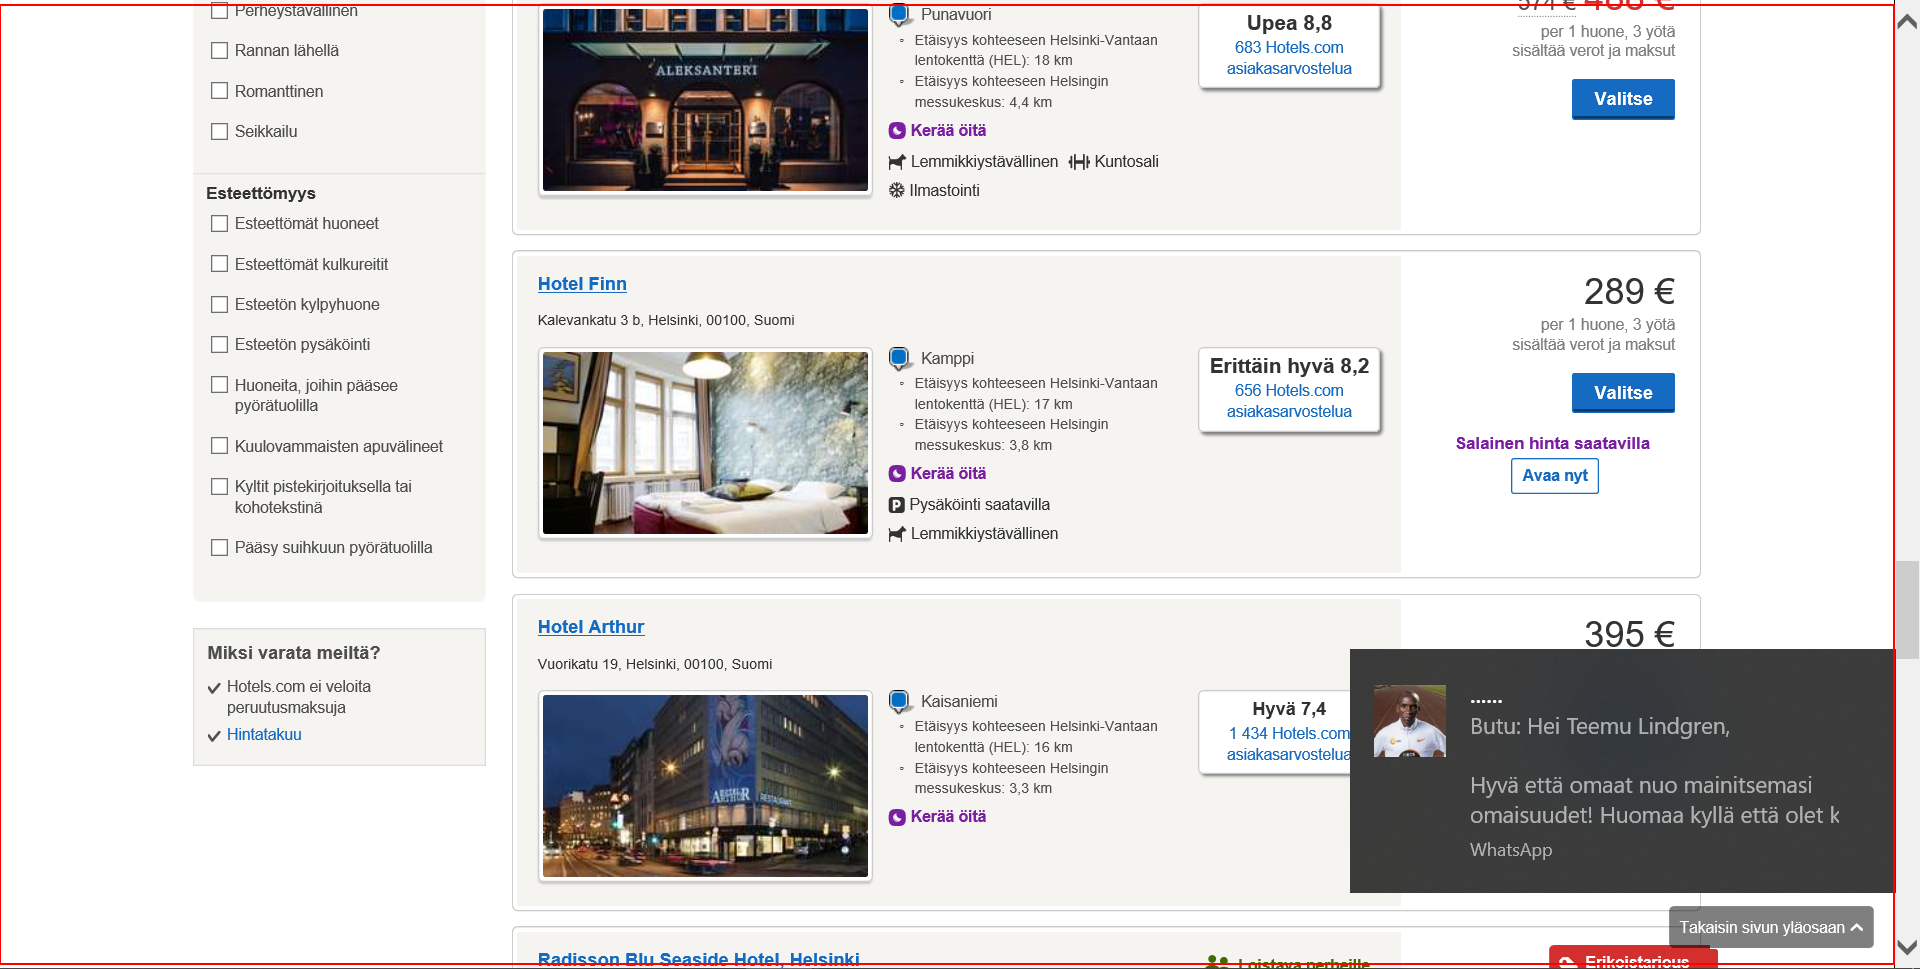 Perheystävällinen
Rannan lähellä
Romanttinen
Seikkailu
Esteettömyys
Esteettömät huoneet
Esteettömät kulkureitit
Esteetön kylpyhuone
Esteetön pysäköinti
Huoneita, joihin pääsee
pyörätuolilla
Kuulovammaisten apuvälineet
Kyltit pistekirjoituksella tai
kohotekstinä
Pääsy suihkuun pyörätuolilla
Miksi varata meiltä?
Hotels.com ei veloita
peruutusmaksuja
Hintatakuu
ALEKSANTERI
Punavuori
Etäisyys kohteeseen Helsinki-Vantaan
lentokenttä (HEL): 18 km
Etäisyys kohteeseen Helsingin
messukeskus: 4,4 km
Kerää öitä
Lemmikkiystävällinen Kuntosali
Ilmastointi
Upea 8,8
683 Hotels.com
asiakasarvostelua
574 € 488 €
per 1 huone, 3 yötä
sisältää verot ja maksut
Valitse
Hotel Finn
Kalevankatu 3 b, Helsinki, 00100, Suomi
Kamppi
Etäisyys kohteeseen Helsinki-Vantaan
lentokenttä (HEL): 17 km
Etäisyys kohteeseen Helsingin
messukeskus: 3,8 km
Kerää öitä
P Pysäköinti saatavilla
Lemmikkiystävällinen
Erittäin hyvä 8,2
656 Hotels.com
asiakasarvostelua
289 €
per 1 huone, 3 yötä
sisältää verot ja maksut
Valitse
Salainen hinta saatavilla
Avaa nyt
Hotel Arthur
Vuorikatu 19, Helsinki, 00100, Suomi
ARTHUR RESTAURANT
Kaisaniemi
Etäisyys kohteeseen Helsinki-Vantaan
lentokenttä (HEL): 16 km
Etäisyys kohteeseen Helsingin
messukeskus: 3,3 km
Kerää öitä
Hyvä 7,4
1 434 Hotels.com
asiakasarvostelua
395 €
......
Butu: Hei Teemu Lindgren,
Hyvä että omaat nuo mainitsemasi
omaisuudet! Huomaa kyllä että olet k
WhatsApp
Takaisin sivun yläosaan
Radisson Blu Seaside Hotel, Helsinki
Loistava perheille
Erikoistarjous